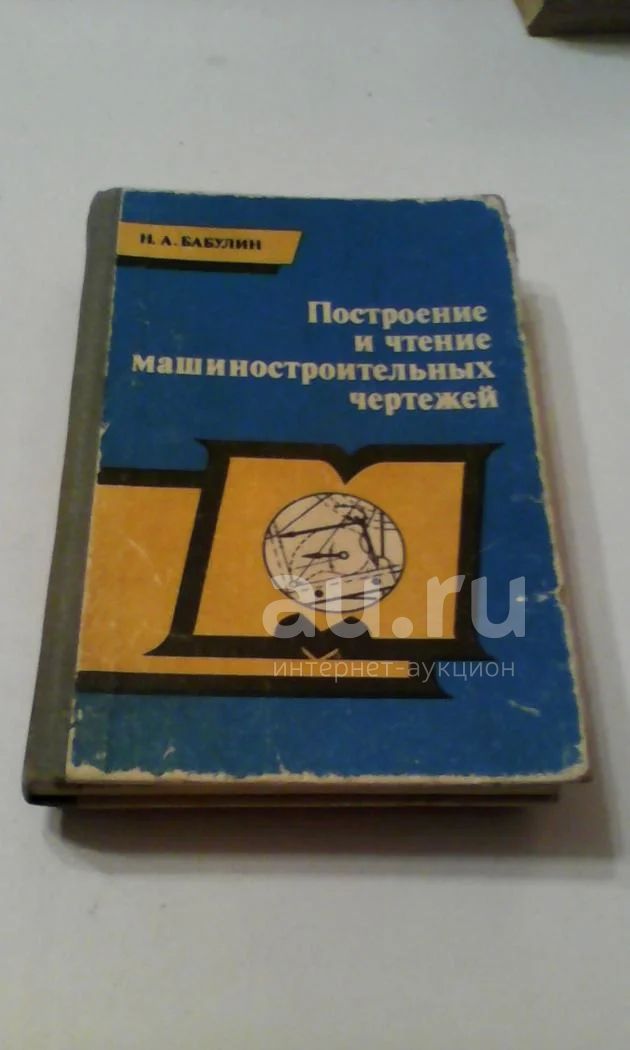 Н. А. БАБУЛИН
Построение
и чтение
машиностроительных
чертежей
au.ru
интернет-аукцион